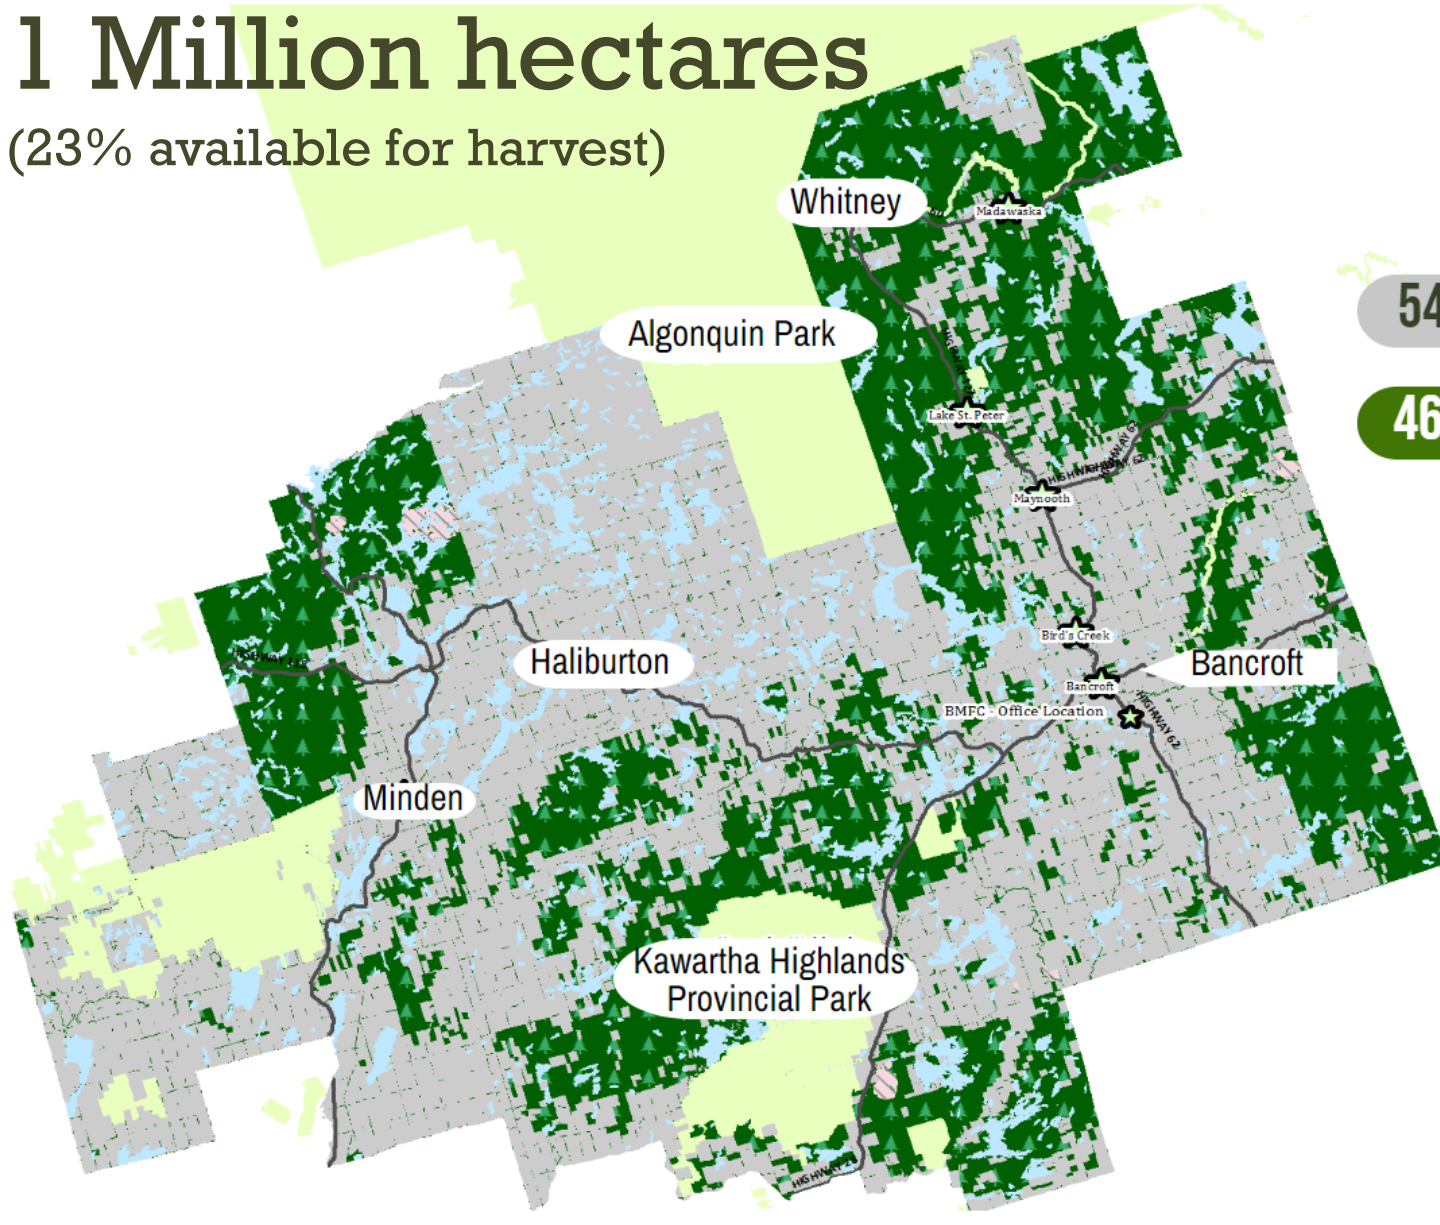 1 Million hectares
(23% available for harvest)
Whitney
Madawaska
Algonquin Park
54
46
Lake St. Peter
HIGHWAY 62
Maynooth
Bird's Creek
Haliburton
Bancroft
Bancroft
BMFC - Office Location
HIGHWAY 62
Minden
Kawartha Highlands
Provincial Park